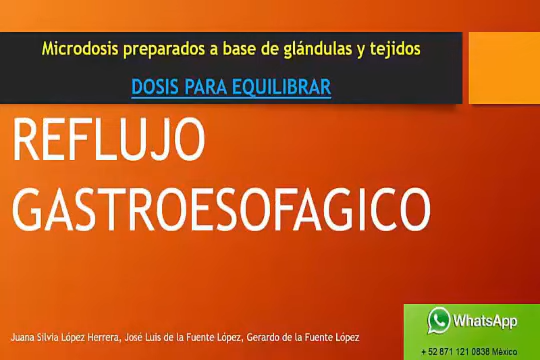 Microdosis preparados a base de glándulas y tejidos
DOSIS PARA EQUILIBRAR
REFLUJO
GASTROESOFAGICO
Juana Silvia López Herrera, José Luis de la Fuente López, Gerardo de la Fuente López
WhatsApp
+ 52 871 121 0838 México